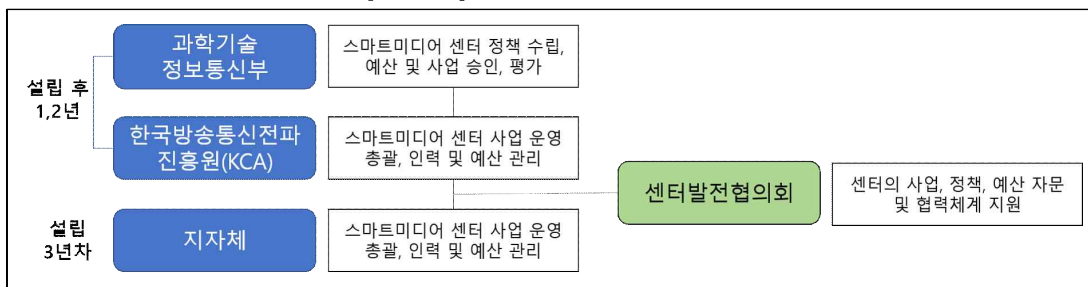 과학기술
정보통신부
스마트미디어 센터 정책 수립,
예산 및 사업 승인, 평가
설립 후
1,2년
한국방송통신전파
진흥원(KCA)
스마트미디어 센터 사업 운영
총괄, 인력 및 예산 관리
센터발전협의회
센터의 사업, 정책, 예산 자문
및 협력체계 지원
설립
3년차
지자체
스마트미디어 센터 사업 운영
총괄, 인력 및 예산 관리